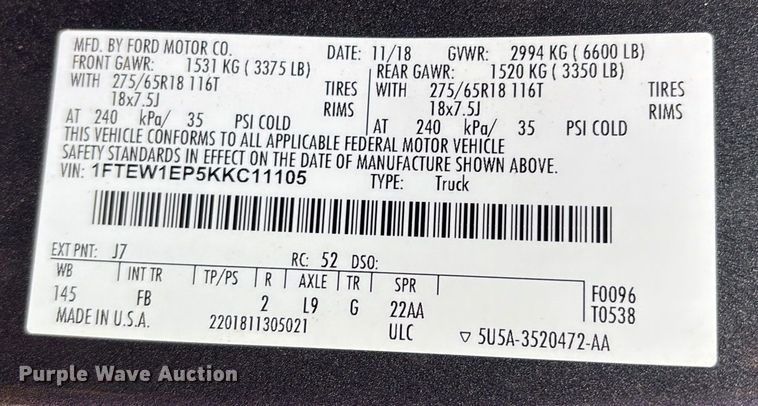 MFD. BY FORD MOTOR CO. DATE: 11/18 GVWR: 2994 KG ( 6600 LB)
FRONT GAWR: 1531 KG ( 3375 LB) REAR GAWR: 1520 KG ( 3350 LB)
WITH 275/65R18 116T TIRES WITH 275/65R18 116T TIRES
18x7.5J RIMS 18x7.5J RIMS
AT 240 kPa/ 35 PSI COLD AT 240 kPa/ 35 PSI COLD
THIS VEHICLE CONFORMS TO ALL APPLICABLE FEDERAL MOTOR VEHICLE
SAFETY STANDARDS IN EFFECT ON THE DATE OF MANUFACTURE SHOWN ABOVE.
VIN: 1FTEW1EP5KKC11105 TYPE: Truck
EXT PNT: J7 RC: 52 DSO:
WB INT TR TP/PS R AXLE TR SPR F0096
145 FB 2 L9 G 22AA T0538
MADE IN U.S.A. 2201811305021 ULC ▽ 5U5A-3520472-AA
Purple Wave Auction